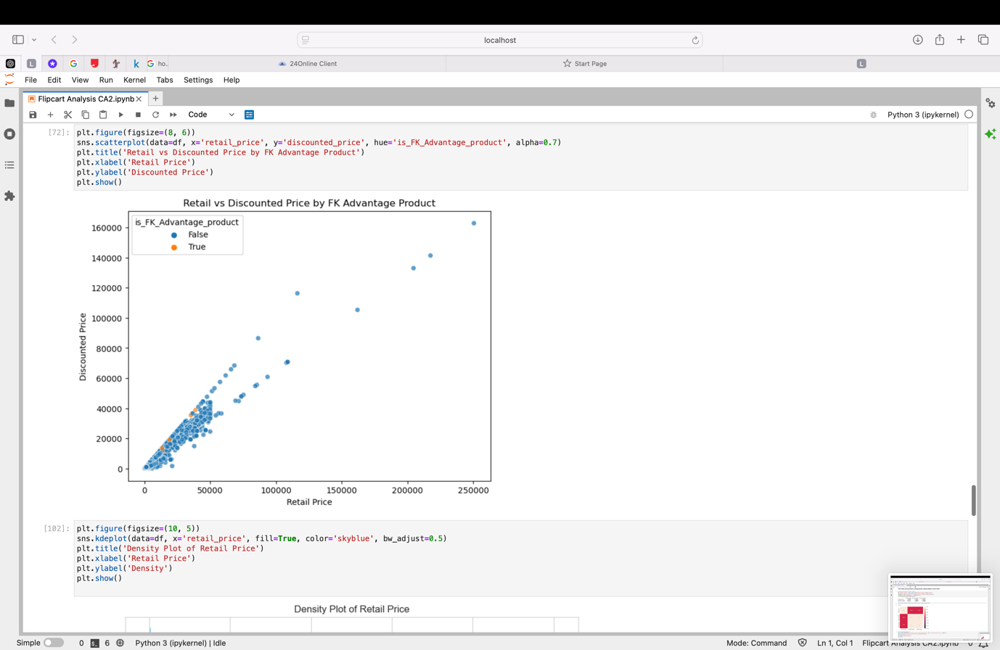 localhost
L
G
k
G ho..
24Online Client
Start Page
L
File Edit View Run Kernel Tabs Settings Help
Flipcart Analysis CA2.ipynb
Code
Python 3 (ipykernel)
[72]:
plt.figure(figsize=(8, 6))
sns.scatterplot(data=df, x='retail_price', y='discounted_price', hue='is_FK_Advantage_product', alpha=0.7)
plt.title('Retail vs Discounted Price by FK Advantage Product')
plt.xlabel('Retail Price')
plt.ylabel('Discounted Price')
plt.show()
Retail vs Discounted Price by FK Advantage Product
is_FK_Advantage_product
False
True
160000
140000
120000
100000
80000
60000
40000
20000
0
Discounted Price
0 50000 100000 150000 200000 250000
Retail Price
[102]:
plt.figure(figsize=(10, 5))
sns.kdeplot(data=df, x='retail_price', fill=True, color='skyblue', bw_adjust=0.5)
plt.title('Density Plot of Retail Price')
plt.xlabel('Retail Price')
plt.ylabel('Density')
plt.show()
Density Plot of Retail Price
Simple 0 6 Python 3 (ipykernel) | Idle Mode: Command Ln 1, Col 1 Flipcart Analysis CA2.ipynb 0